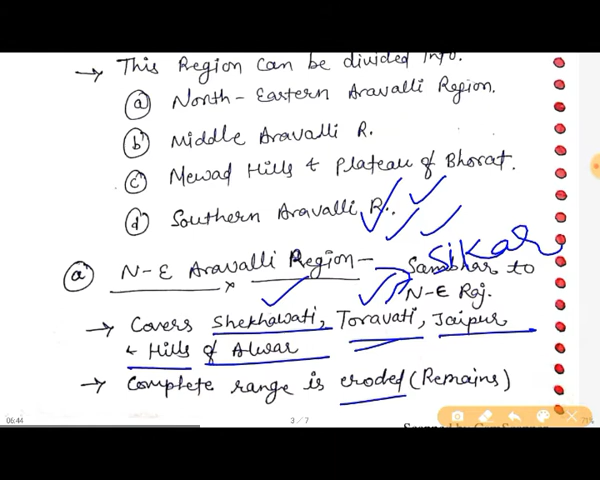 → This Region can be divided into.
(a) North-Eastern Aravalli Region.
(b) Middle Aravalli R.
(c) Mewad Hills & Plateau of Bhorat.
(d) Southern Aravalli R.
Sikar
(a) N-E Aravalli Region - Sambhar to
N-E Raj.
→ Covers Shekhawati, Toravati, Jaipur
& Hills of Alwar
→ Complete range is eroded (Remains)
06:44
3 / 7